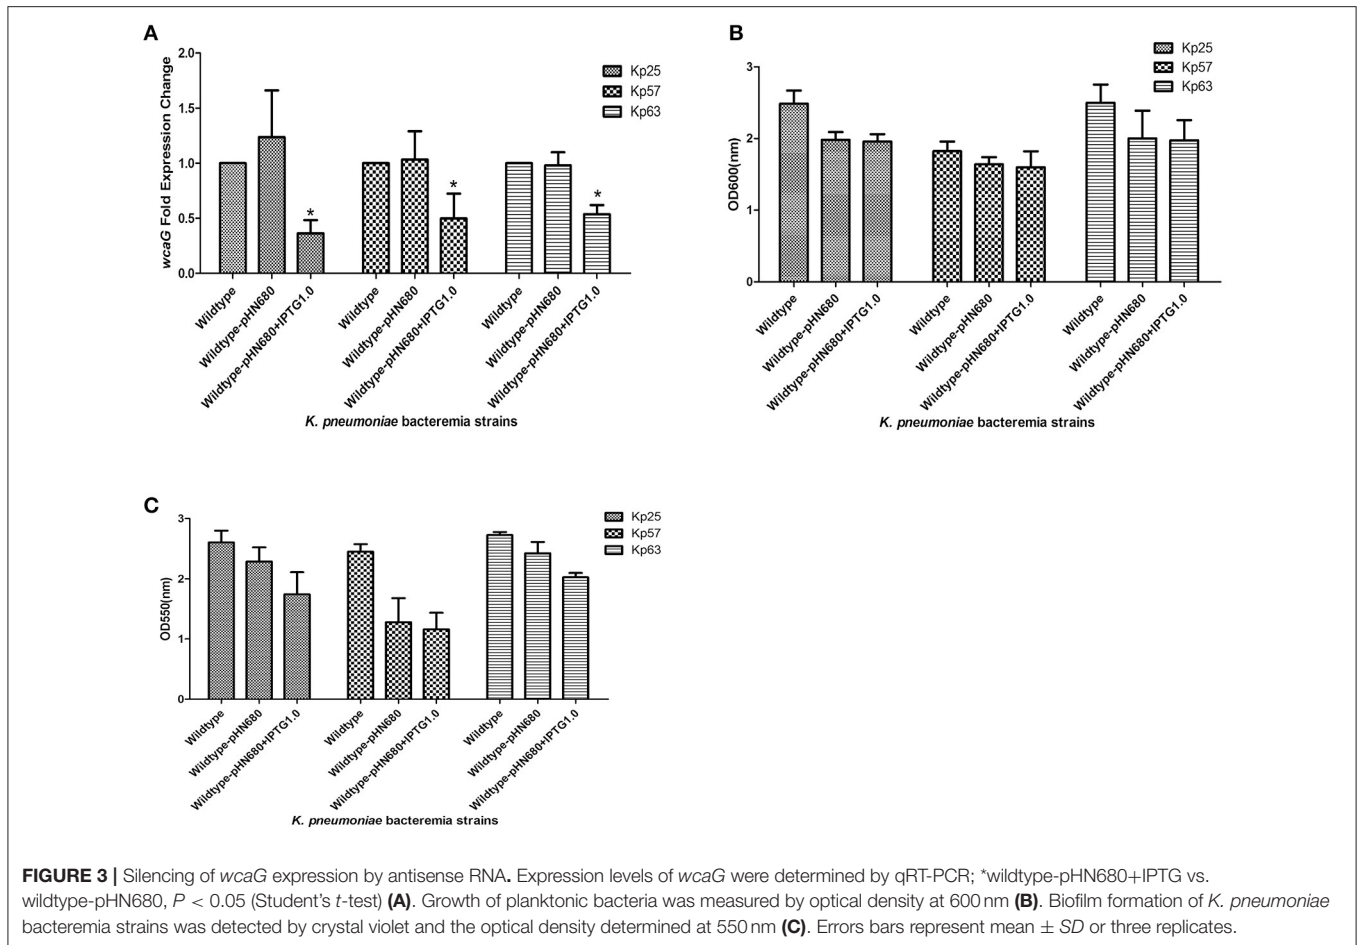 A
wcaG Fold Expression Change
2.0
1.5
1.0
0.5
0.0
Kp25
Kp57
Kp63
*
*
*
Wildtype
Wildtype-pHN680
Wildtype-pHN680+IPTG1.0
Wildtype
Wildtype-pHN680
Wildtype-pHN680+IPTG1.0
Wildtype
Wildtype-pHN680
Wildtype-pHN680+IPTG1.0
K. pneumoniae bacteremia strains
B
OD600(nm)
3
2
1
0
Kp25
Kp57
Kp63
Wildtype
Wildtype-pHN680
Wildtype-pHN680+IPTG1.0
Wildtype
Wildtype-pHN680
Wildtype-pHN680+IPTG1.0
Wildtype
Wildtype-pHN680
Wildtype-pHN680+IPTG1.0
K. pneumoniae bacteremia strains
C
OD550(nm)
3
2
1
0
Kp25
Kp57
Kp63
Wildtype
Wildtype-pHN680
Wildtype-pHN680+IPTG1.0
Wildtype
Wildtype-pHN680
Wildtype-pHN680+IPTG1.0
Wildtype
Wildtype-pHN680
Wildtype-pHN680+IPTG1.0
K. pneumoniae bacteremia strains
FIGURE 3 | Silencing of wcaG expression by antisense RNA. Expression levels of wcaG were determined by qRT-PCR; *wildtype-pHN680+IPTG vs.
wildtype-pHN680, P < 0.05 (Student's t-test) (A). Growth of planktonic bacteria was measured by optical density at 600 nm (B). Biofilm formation of K. pneumoniae
bacteremia strains was detected by crystal violet and the optical density determined at 550 nm (C). Errors bars represent mean ± SD or three replicates.